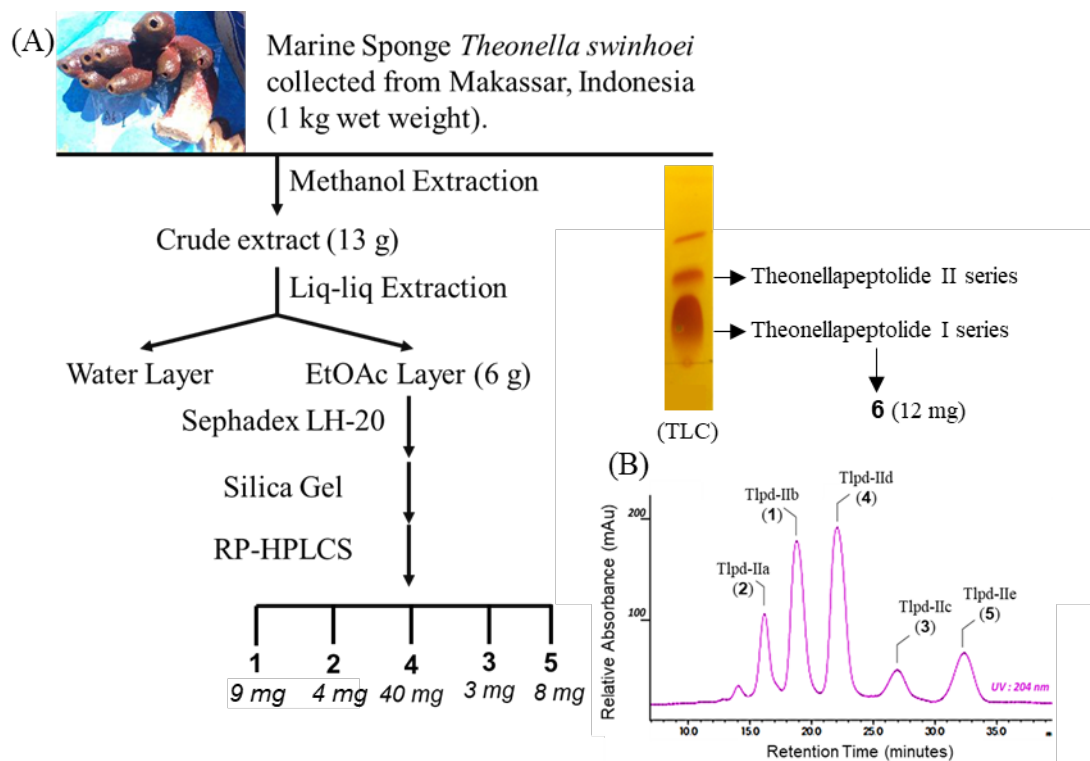 (A)
Marine Sponge Theonella swinhoei
collected from Makassar, Indonesia
(1 kg wet weight).
Methanol Extraction
Crude extract (13 g)
Liq-liq Extraction
Water Layer
EtOAc Layer (6 g)
Sephadex LH-20
Silica Gel
RP-HPLCS
1 2 4 3 5
9 mg 4 mg 40 mg 3 mg 8 mg
Theonellapeptolide II series
Theonellapeptolide I series
6 (12 mg)
(TLC)
(B)
Tlpd-IIa
(2)
Tlpd-IIb
(1)
Tlpd-IId
(4)
Tlpd-IIc
(3)
Tlpd-IIe
(5)
Relative Absorbance (mAu)
200
100
UV : 204 nm
10.0 15.0 20.0 25.0 30.0 35.0
Retention Time (minutes)